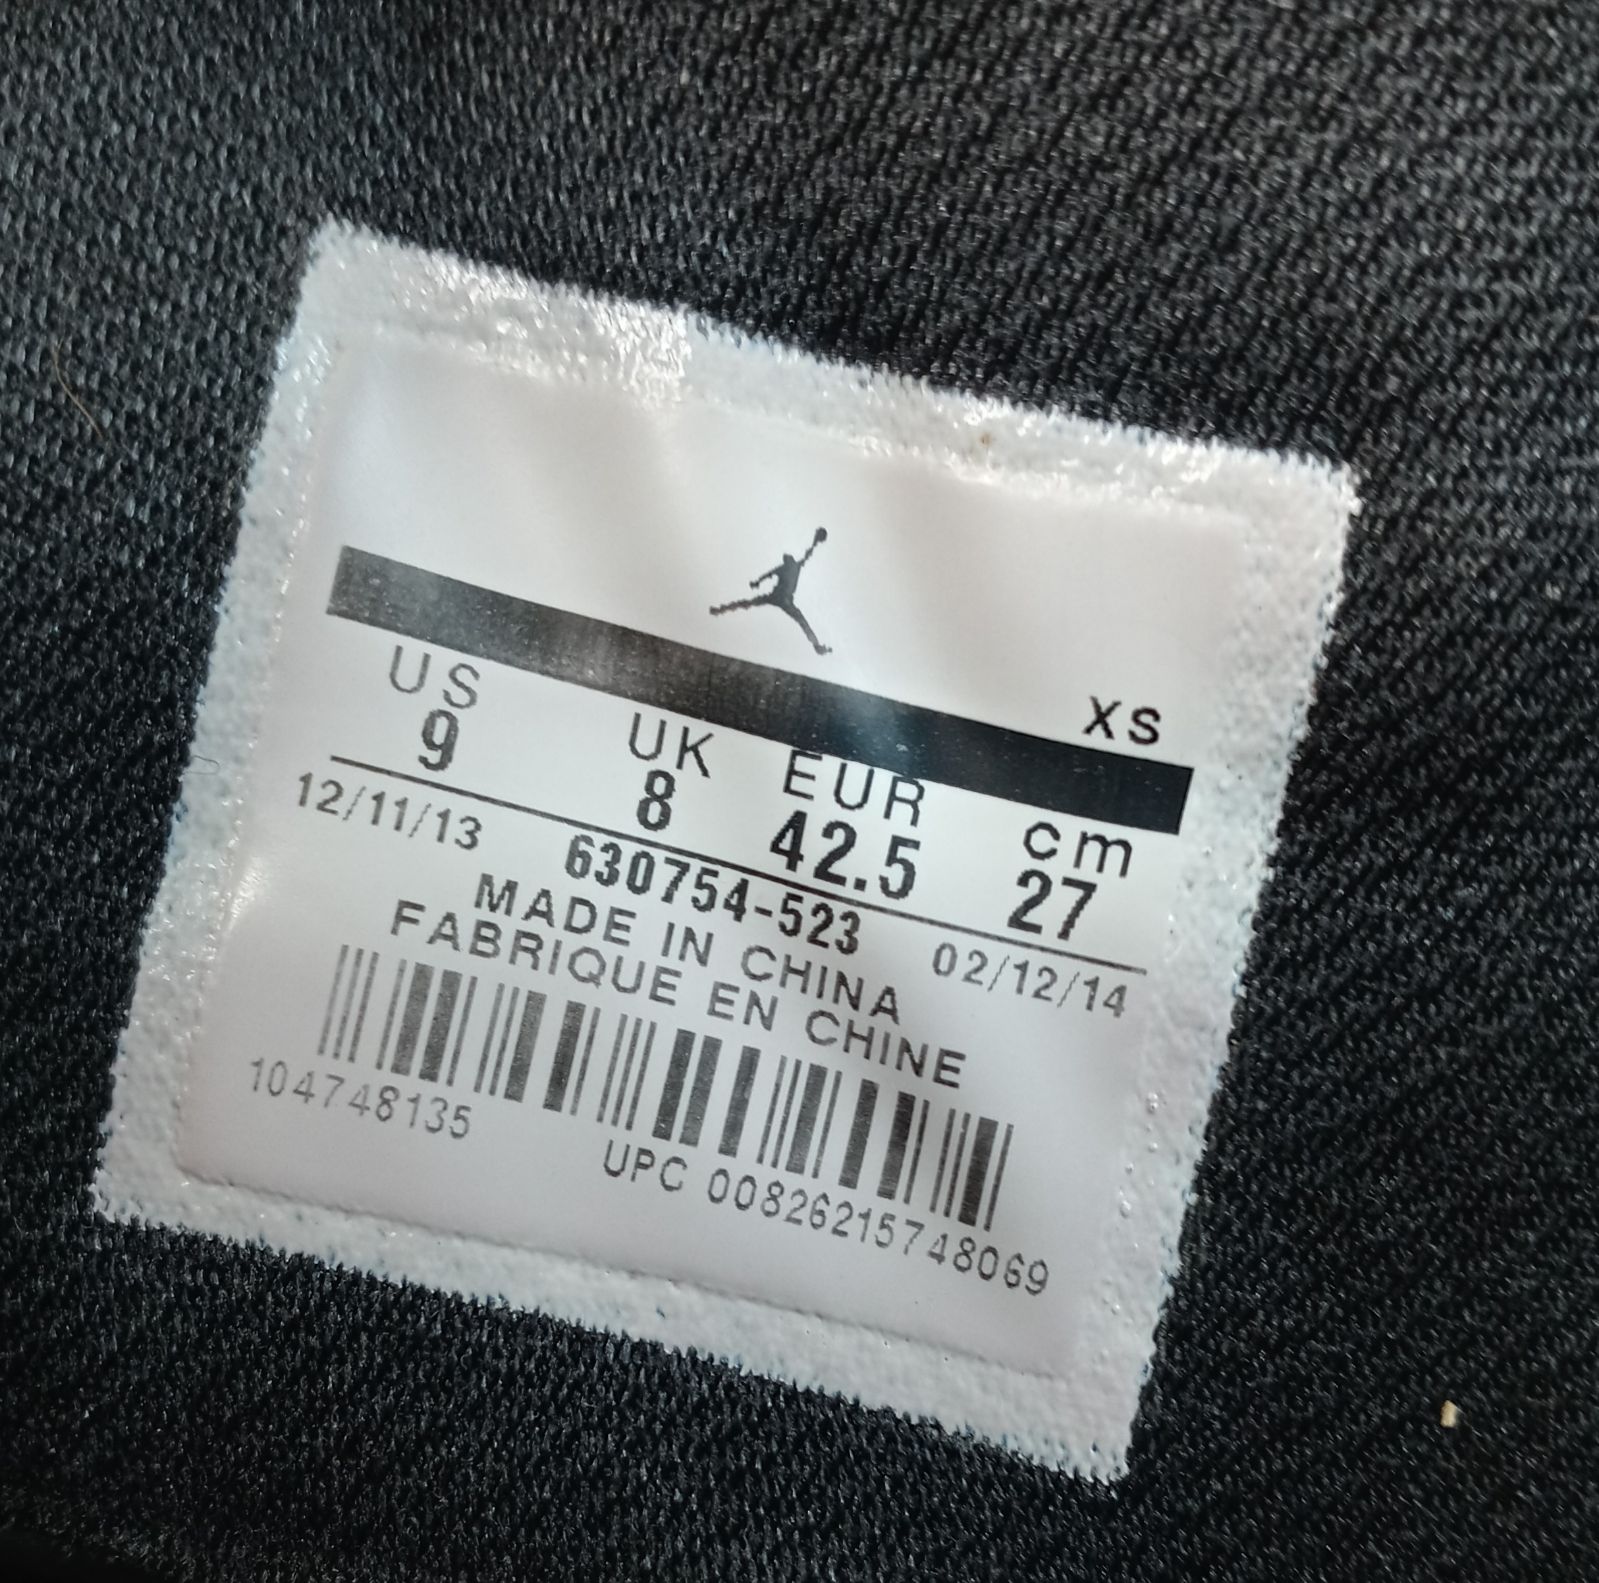 XS
US UK EUR cm
9 8 42.5 27
12/11/13 630754-523 02/12/14
MADE IN CHINA
FABRIQUE EN CHINE
104748135
UPC 00826215748069